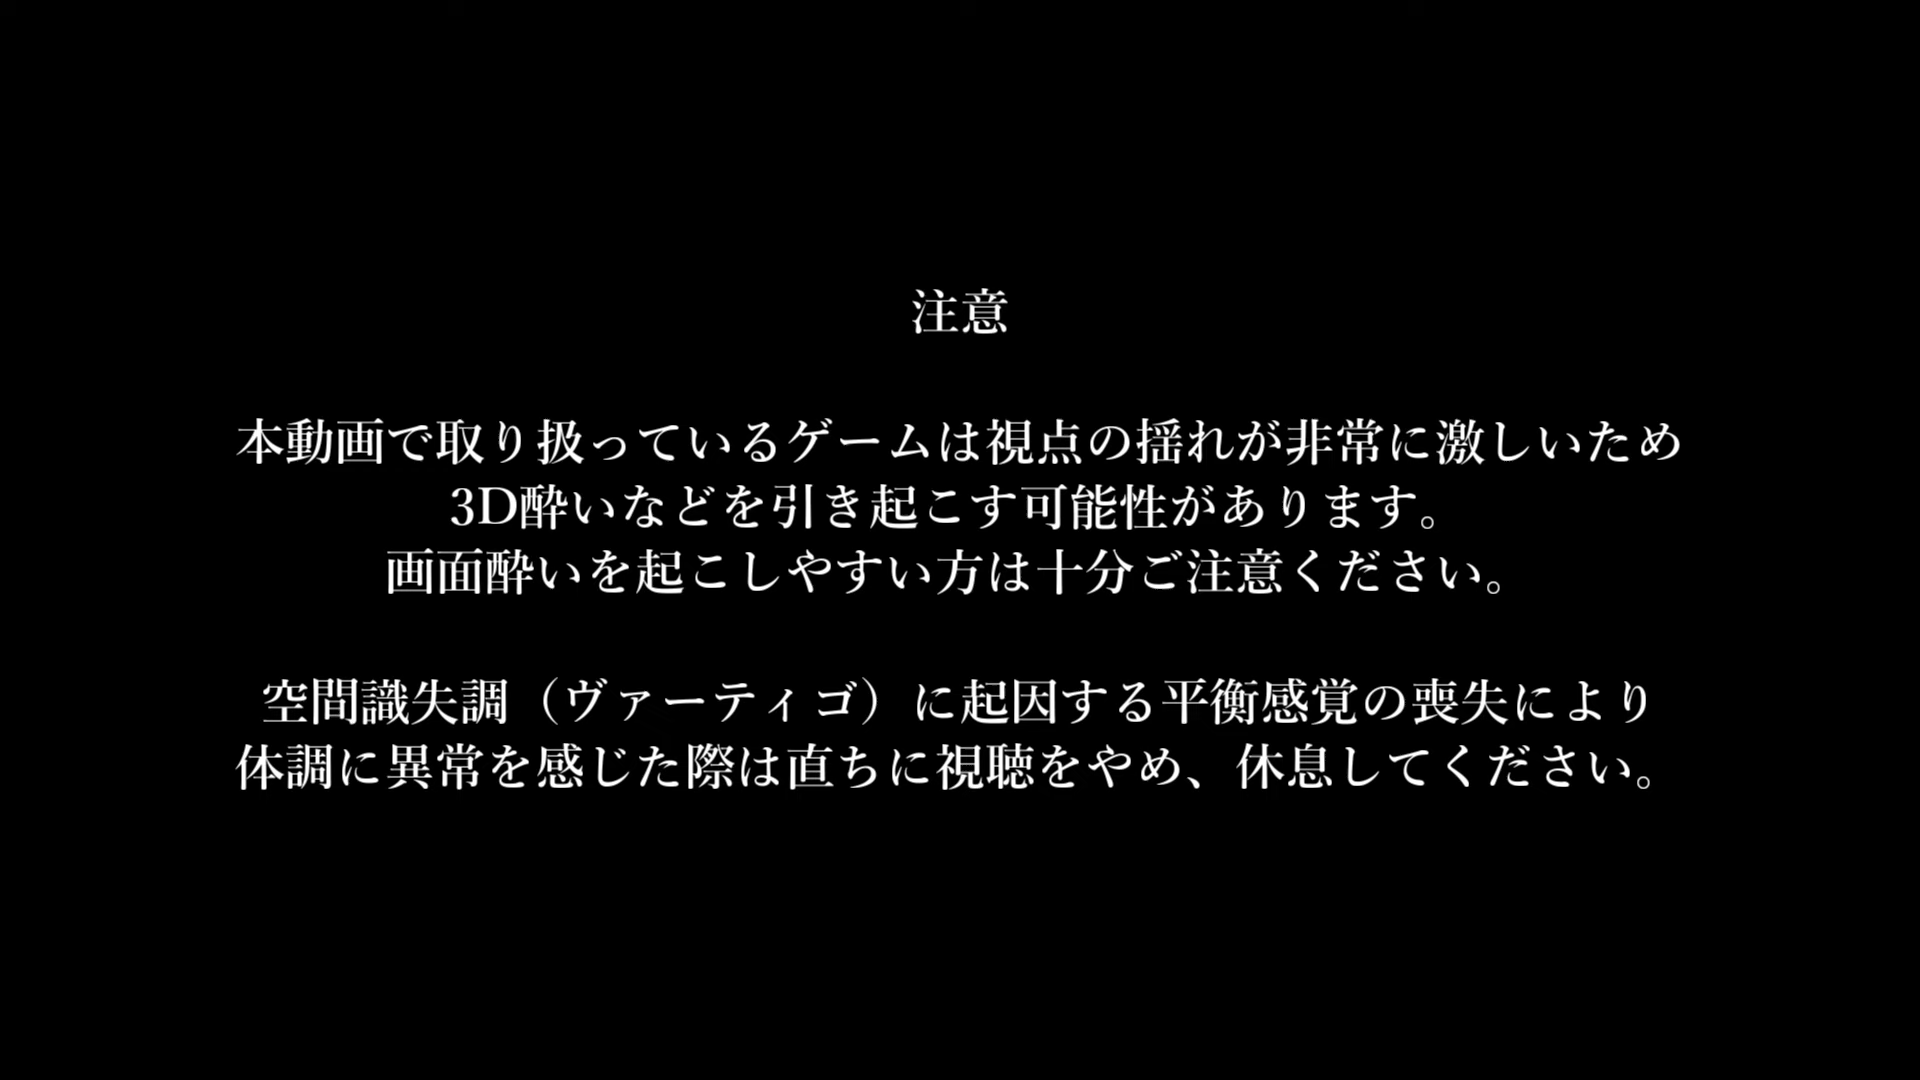 注意
本動画で取り扱っているゲームは視点の揺れが非常に激しいため
3D酔いなどを引き起こす可能性があります。
画面酔いを起こしやすい方は十分ご注意ください。
空間識失調（ヴァーティゴ）に起因する平衡感覚の喪失により
体調に異常を感じた際は直ちに視聴をやめ、休息してください。